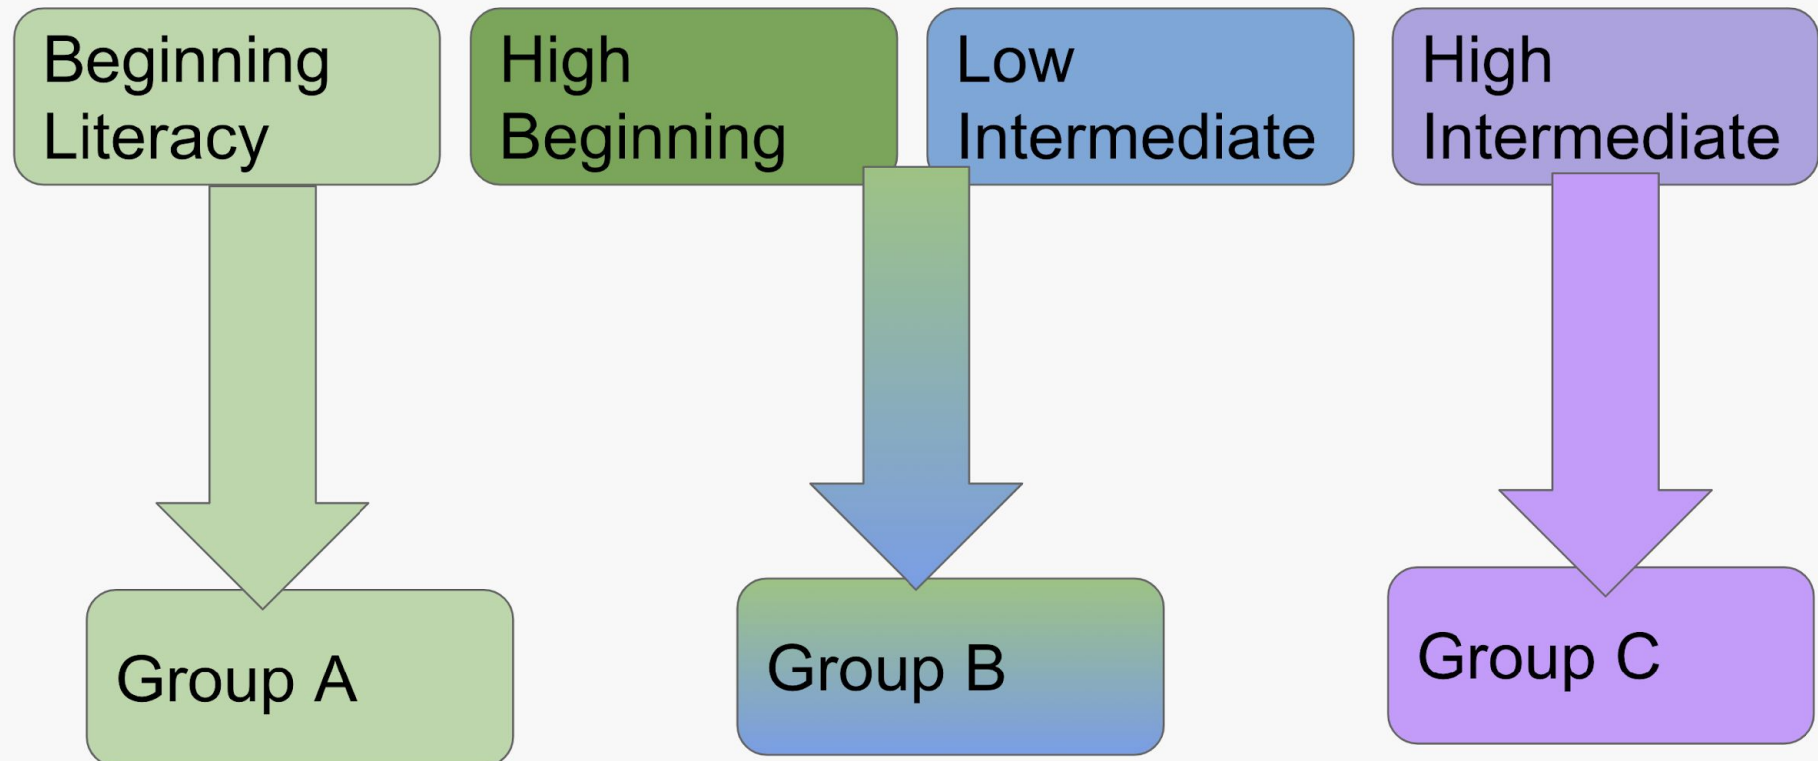 Beginning
Literacy
High
Beginning
Low
Intermediate
High
Intermediate
Group A
Group B
Group C